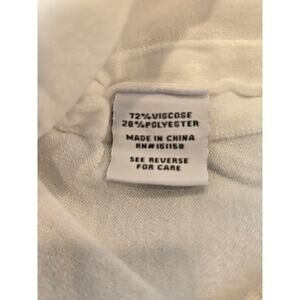 72%VISCOSE
28%POLYESTER
MADE IN CHINA
RN#151158
SEE REVERSE
FOR CARE